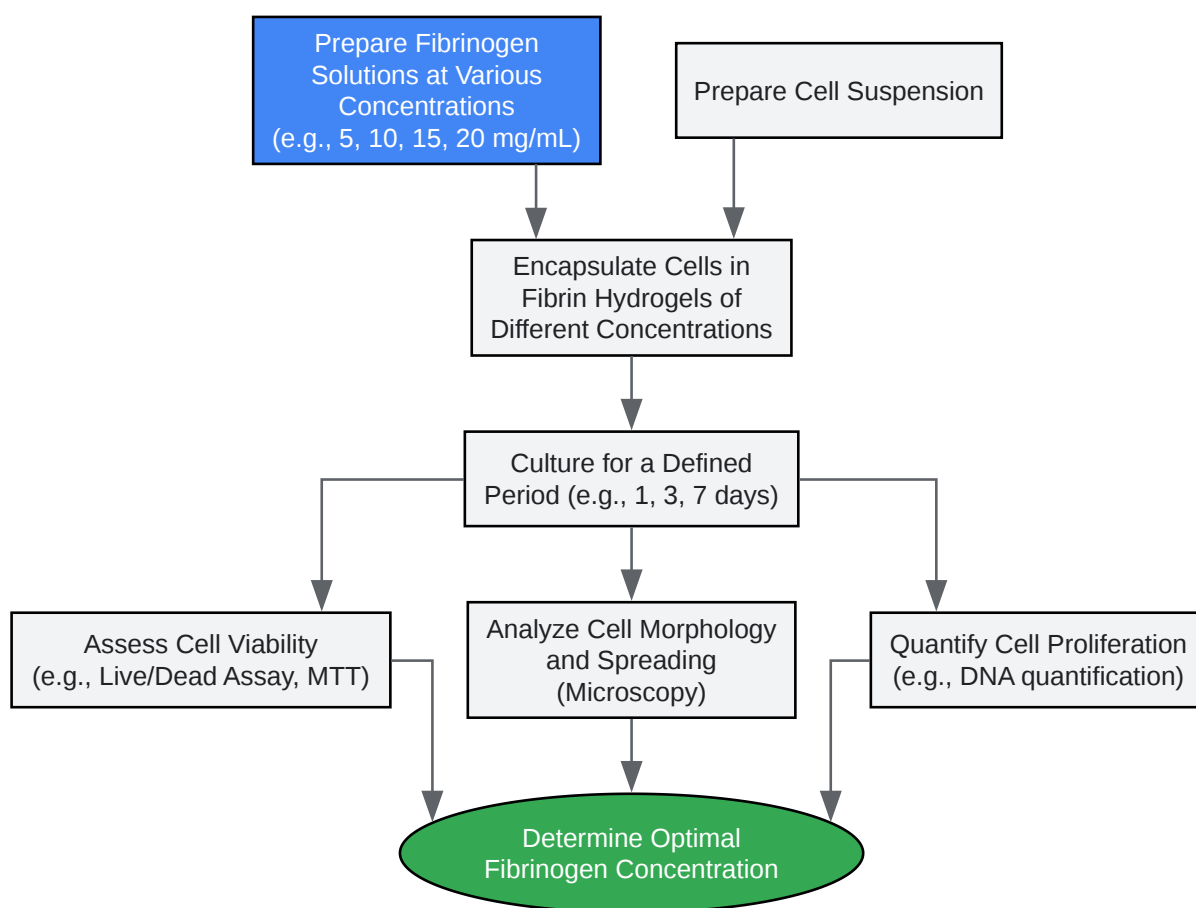 Prepare Fibrinogen
Solutions at Various
Concentrations
(e.g., 5, 10, 15, 20 mg/mL)
Prepare Cell Suspension
Encapsulate Cells in
Fibrin Hydrogels of
Different Concentrations
Culture for a Defined
Period (e.g., 1, 3, 7 days)
Assess Cell Viability
(e.g., Live/Dead Assay, MTT)
Analyze Cell Morphology
and Spreading
(Microscopy)
Quantify Cell Proliferation
(e.g., DNA quantification)
Determine Optimal
Fibrinogen Concentration